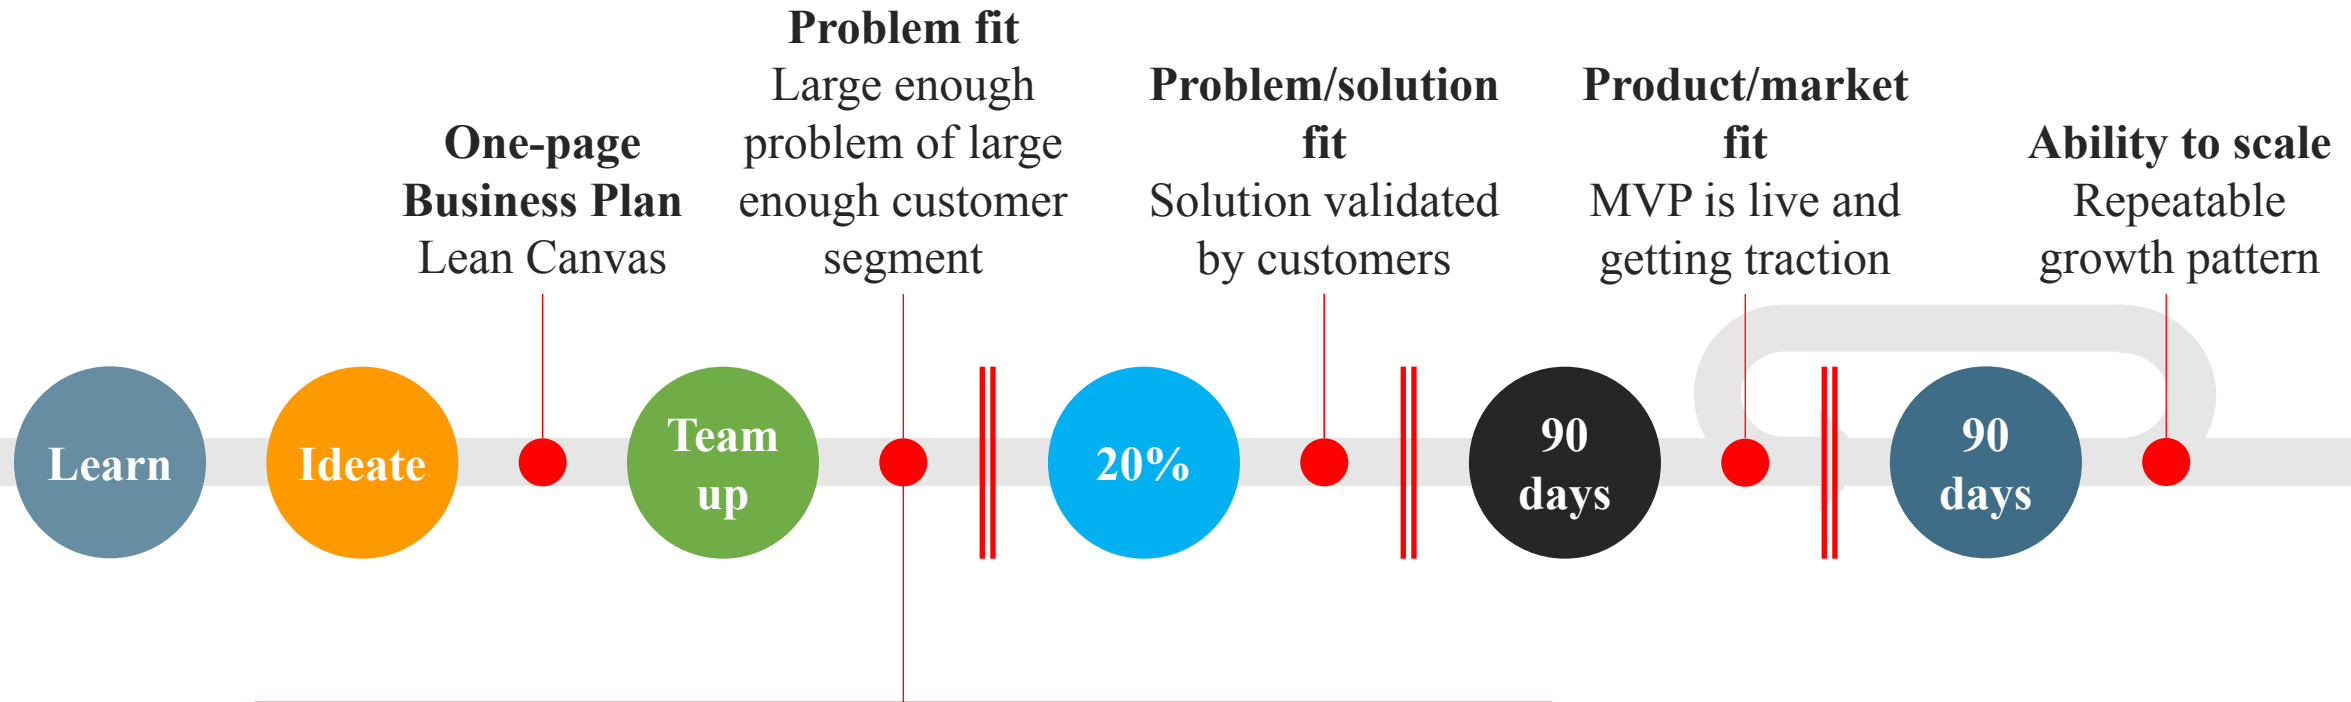 One-page
Business Plan
Lean Canvas
Problem fit
Large enough
problem of large
enough customer
segment
Problem/solution
fit
Solution validated
by customers
Product/market
fit
MVP is live and
getting traction
Ability to scale
Repeatable
growth pattern
Learn
Ideate
Team
up
20%
90
days
90
days